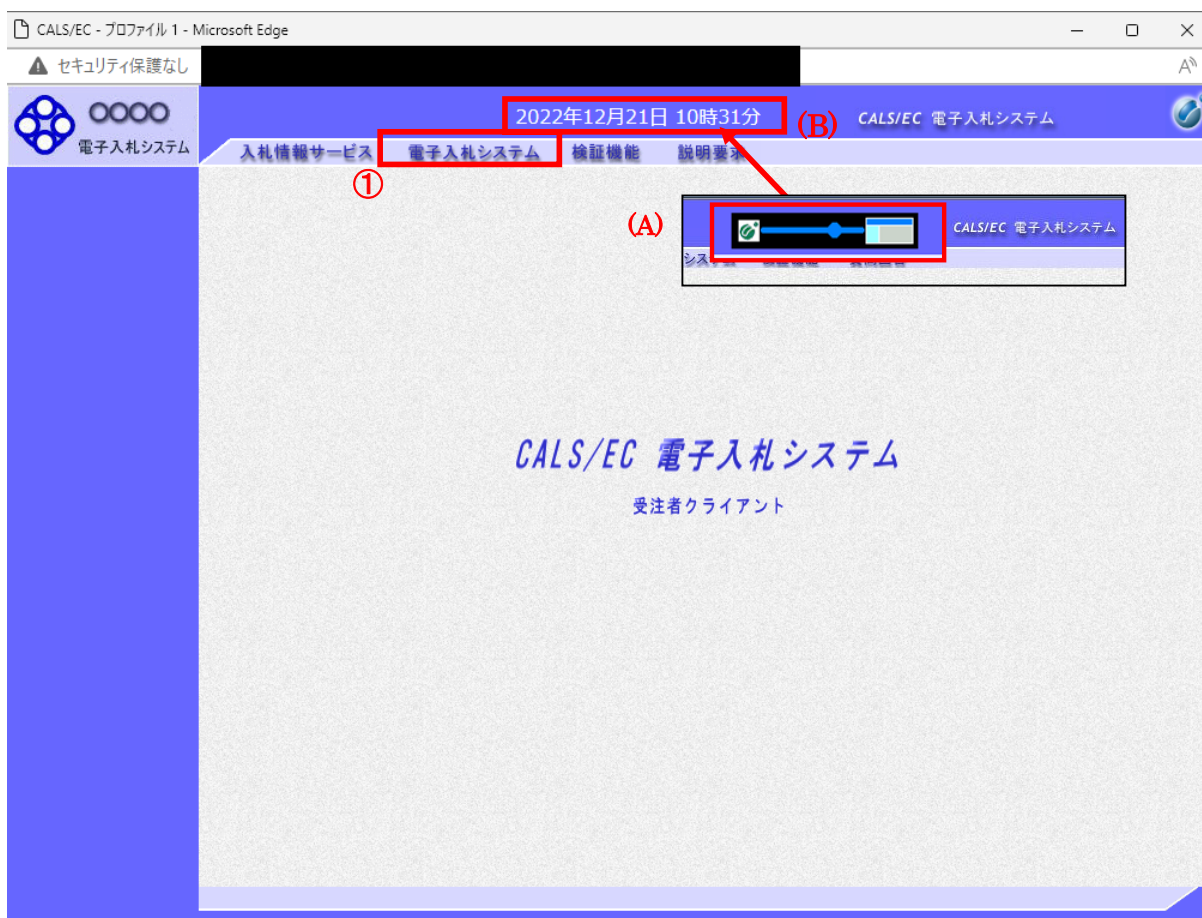 CALS/EC - プロファイル 1 - Microsoft Edge
セキュリティ保護なし
OOOO
電子入札システム
2022年12月21日 10時31分
(B)
CALS/EC 電子入札システム
入札情報サービス 電子入札システム 検証機能 説明要求
①
(A)
CALS/EC 電子入札システム
CALS/EC 電子入札システム
受注者クライアント